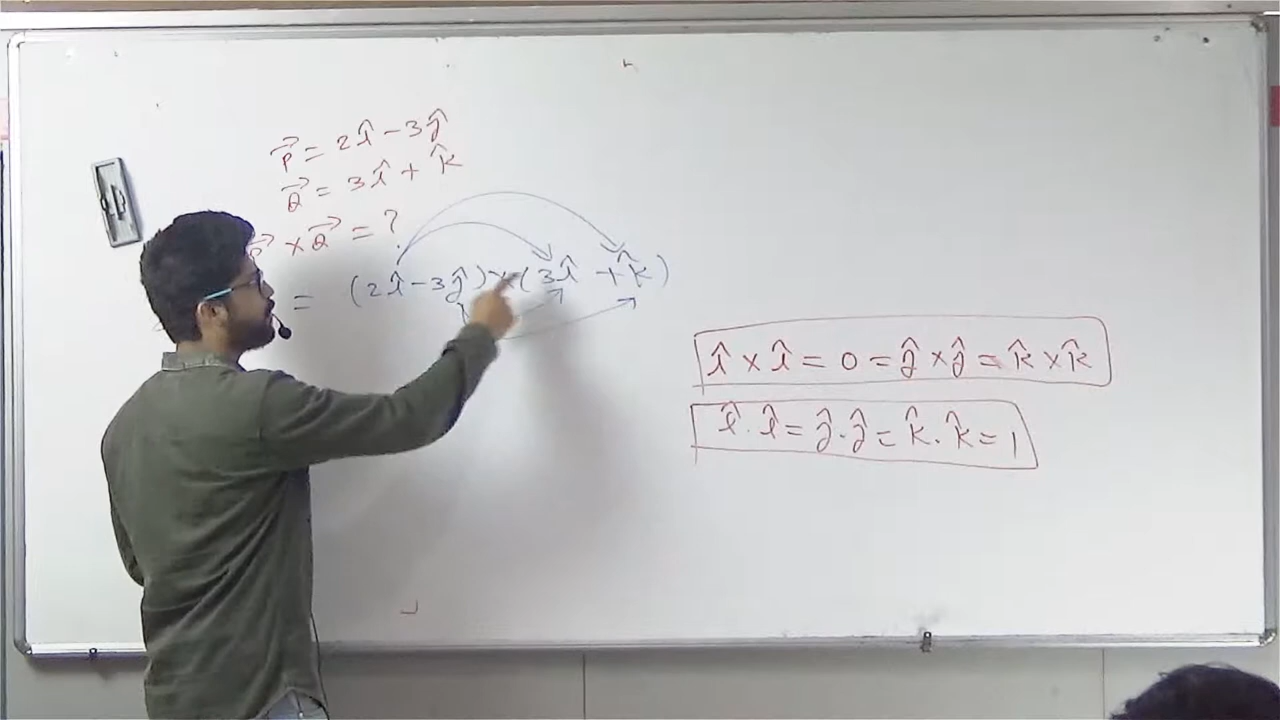 P⃗ = 2î − 3ĵ
Q⃗ = 3î + k̂
P⃗ × Q⃗ = ?
= (2î − 3ĵ) × (3î + k̂)
î × î = 0 = ĵ × ĵ = k̂ × k̂
î · î = ĵ · ĵ = k̂ · k̂ = 1